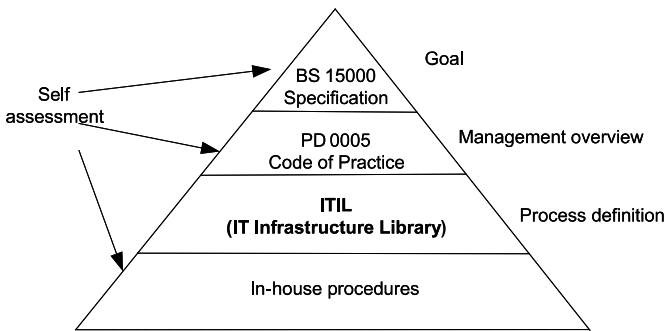 Goal
BS 15000
Specification
Self
assessment
PD 0005
Code of Practice
Management overview
ITIL
(IT Infrastructure Library)
Process definition
In-house procedures